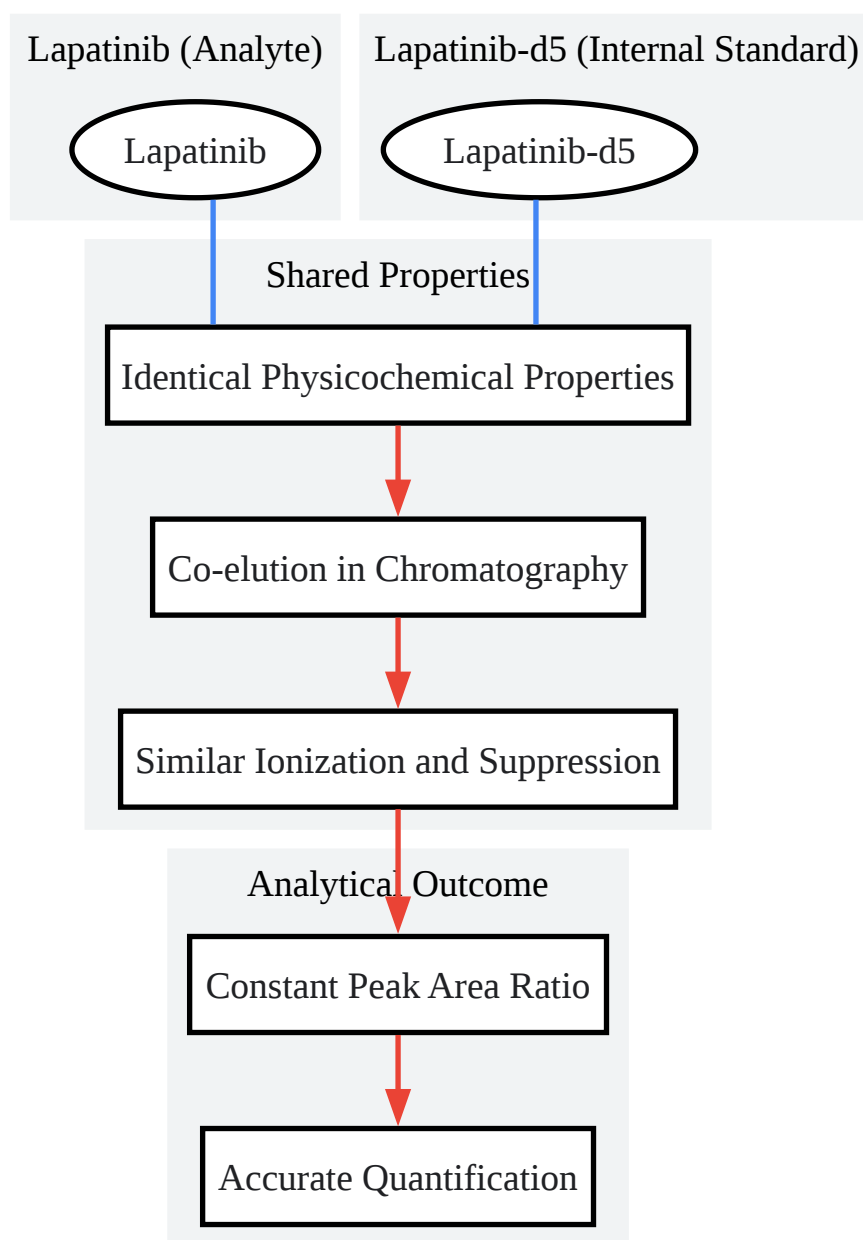 Lapatinib (Analyte)
Lapatinib-d5 (Internal Standard)
Lapatinib
Lapatinib-d5
Shared Properties
Identical Physicochemical Properties
Co-elution in Chromatography
Similar Ionization and Suppression
Analytical Outcome
Constant Peak Area Ratio
Accurate Quantification